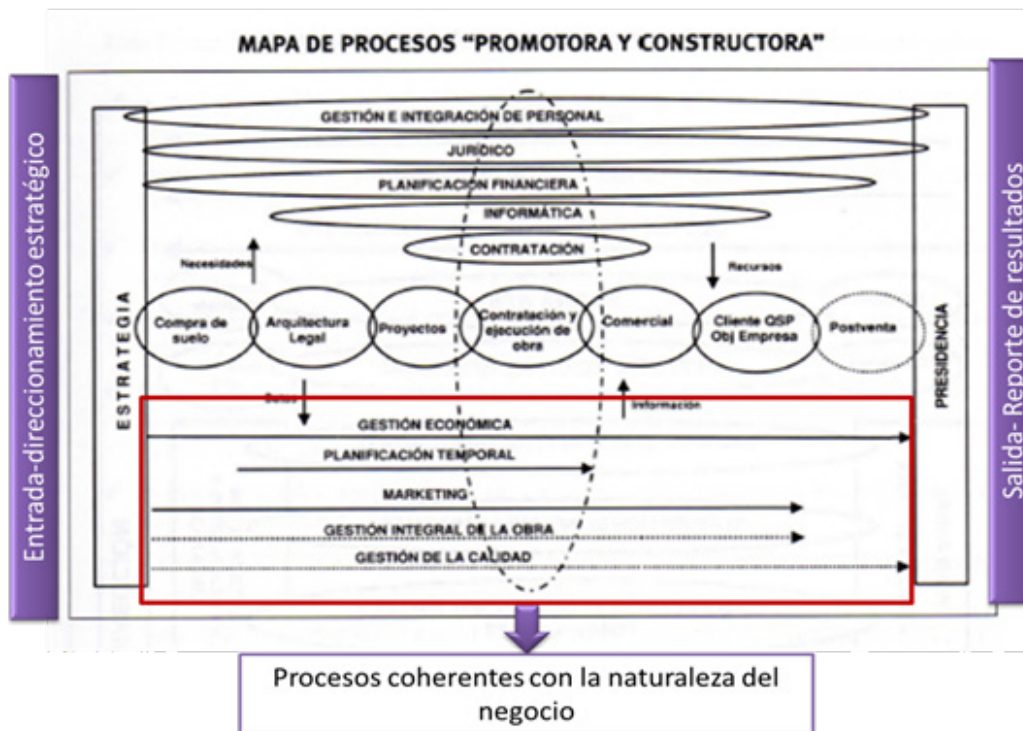 MAPA DE PROCESOS “PROMOTORA Y CONSTRUCTORA”
Entrada-direccionamiento estratégico
ESTRATEGIA
GESTIÓN E INTEGRACIÓN DE PERSONAL
JURÍDICO
PLANIFICACIÓN FINANCIERA
INFORMÁTICA
CONTRATACIÓN
Necesidades
Recursos
Compra de
suelo
Arquitectura
Legal
Proyectos
Contratación y
ejecución de
obra
Comercial
Cliente QSP
Obj Empresa
Postventa
Información
GESTIÓN ECONÓMICA
PLANIFICACIÓN TEMPORAL
MARKETING
GESTIÓN INTEGRAL DE LA OBRA
GESTIÓN DE LA CALIDAD
PRESIDENCIA
Salida- Reporte de resultados
Procesos coherentes con la naturaleza del
negocio